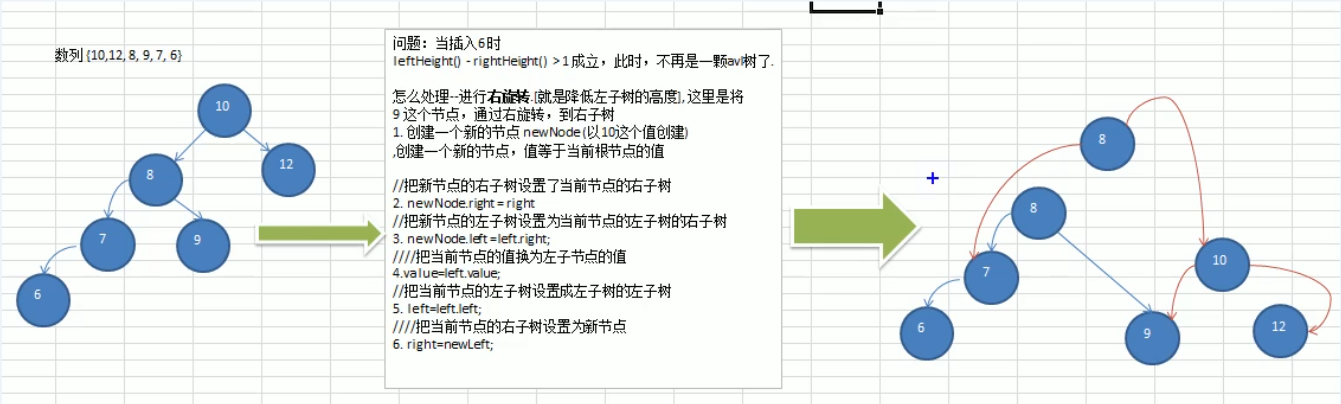 数列 {10,12, 8, 9, 7, 6}
10
8
12
7
9
6
问题：当插入6时
leftHeight() - rightHeight() > 1 成立，此时，不再是一颗avl树了.
怎么处理--进行右旋转.[就是降低左子树的高度], 这里是将
9 这个节点，通过右旋转，到右子树
1. 创建一个新的节点 newNode (以10这个值创建)
,创建一个新的节点，值等于当前根节点的值
//把新节点的右子树设置了当前节点的右子树
2. newNode.right = right
//把新节点的左子树设置为当前节点的左子树的右子树
3. newNode.left =left.right;
////把当前节点的值换为左子节点的值
4.value=left.value;
//把当前节点的左子树设置成左子树的左子树
5. left=left.left;
////把当前节点的右子树设置为新节点
6. right=newLeft;
8
8
7
10
6
9
12